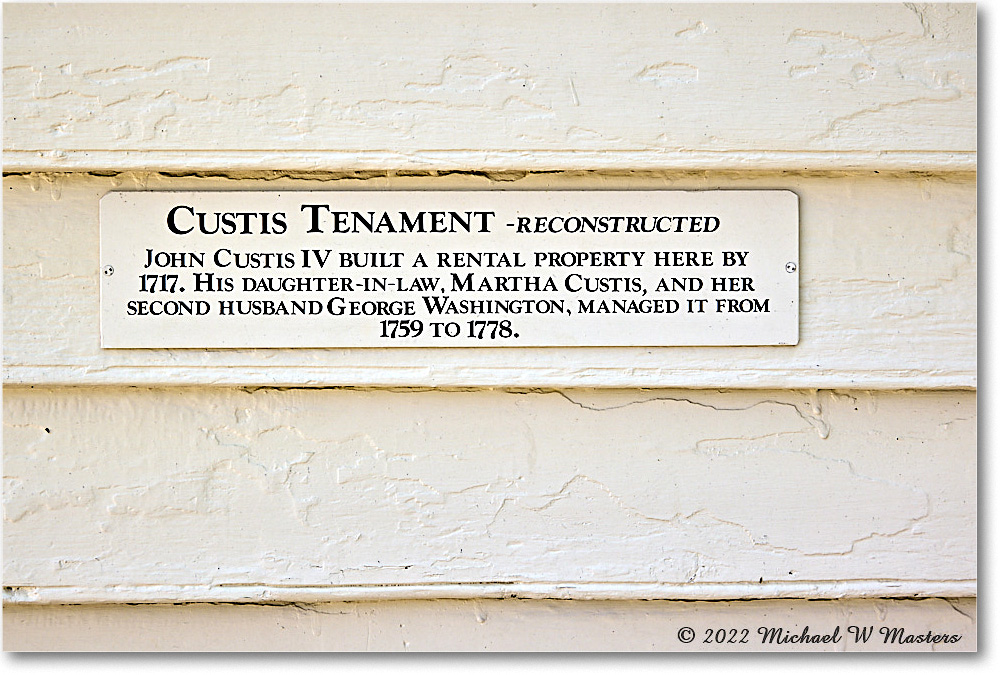 CUSTIS TENAMENT -RECONSTRUCTED
JOHN CUSTIS IV BUILT A RENTAL PROPERTY HERE BY
1717. HIS DAUGHTER-IN-LAW, MARTHA CUSTIS, AND HER
SECOND HUSBAND GEORGE WASHINGTON, MANAGED IT FROM
1759 TO 1778.
© 2022 Michael W Masters